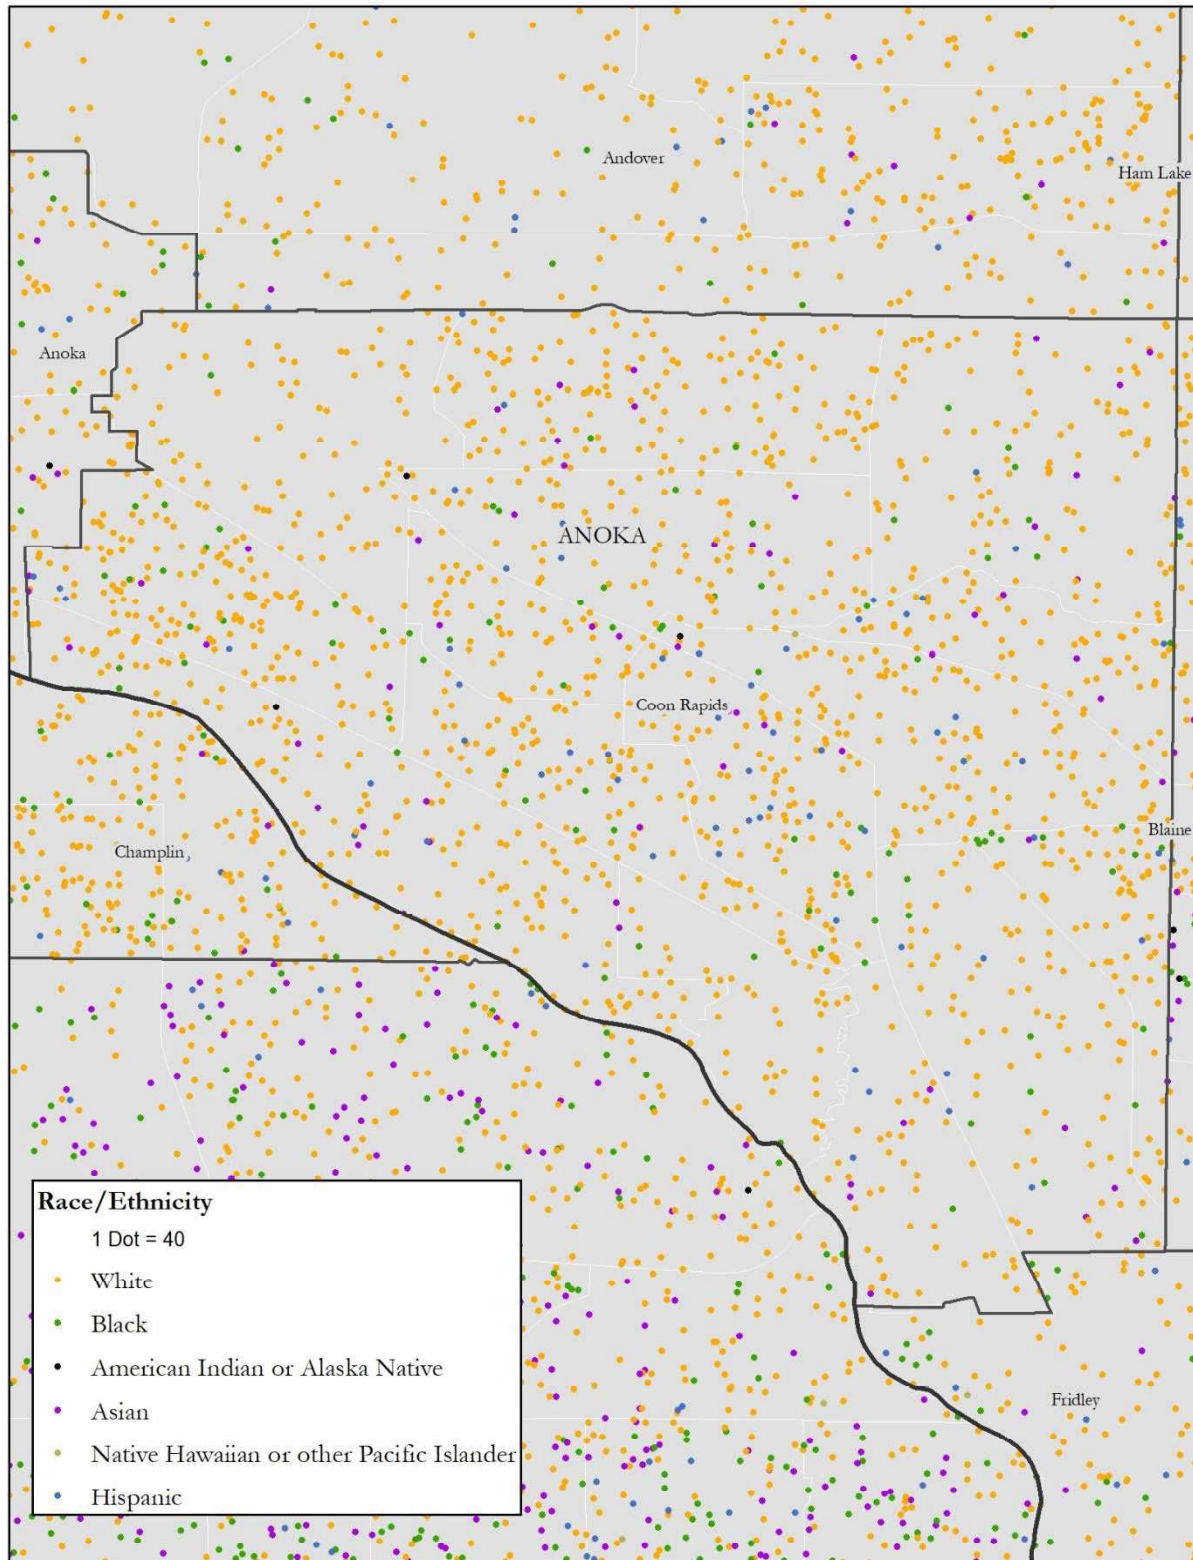 Andover
Ham Lake
Anoka
ANOKA
Coon Rapids
Blaine
Champlin
Race/Ethnicity
1 Dot = 40
White
Black
American Indian or Alaska Native
Asian
Native Hawaiian or other Pacific Islander
Hispanic
Fridley